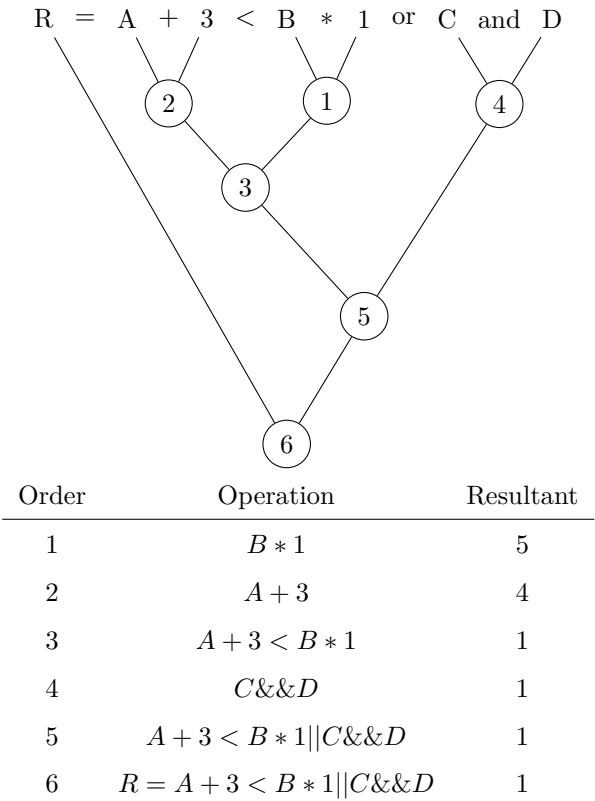 R = A + 3 < B * 1 or C and D
2 1 4
3
5
6
Order Operation Resultant
1 B ∗ 1 5
2 A + 3 4
3 A + 3 < B ∗ 1 1
4 C&&D 1
5 A + 3 < B ∗ 1||C&&D 1
6 R = A + 3 < B ∗ 1||C&&D 1